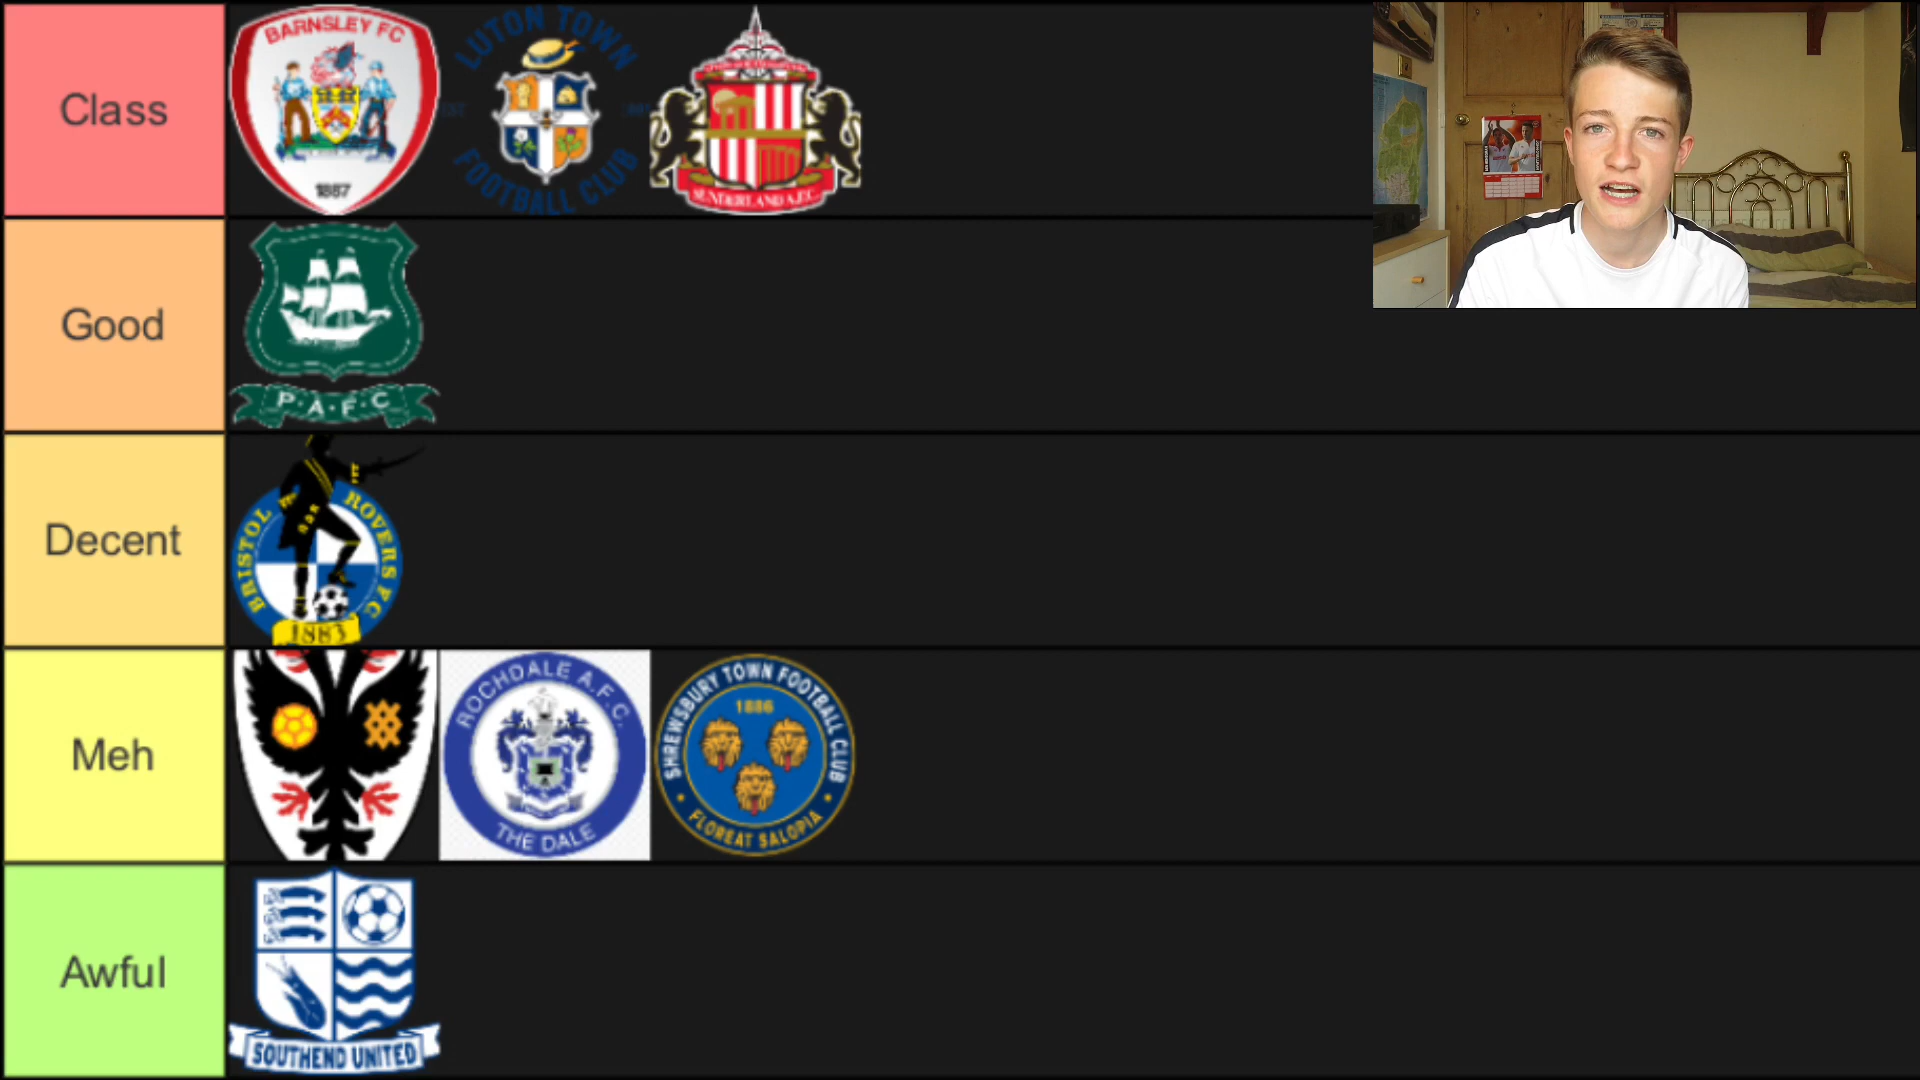 Class
BARNSLEY FC
1887
LUTON TOWN
FOOTBALL CLUB
SUNDERLAND A.F.C.
Good
P·A·F·C
Decent
BRISTOL ROVERS FC
1883
Meh
ROCHDALE A.F.C.
THE DALE
SHREWSBURY TOWN FOOTBALL CLUB
1886
FLOREAT SALOPIA
Awful
SOUTHEND UNITED